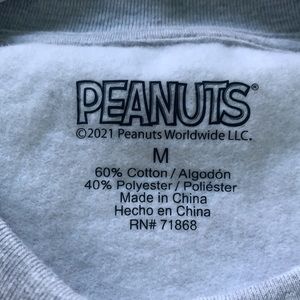 PEANUTS®
©2021 Peanuts Worldwide LLC.
M
60% Cotton / Algodón
40% Polyester / Poliéster
Made in China
Hecho en China
RN# 71868